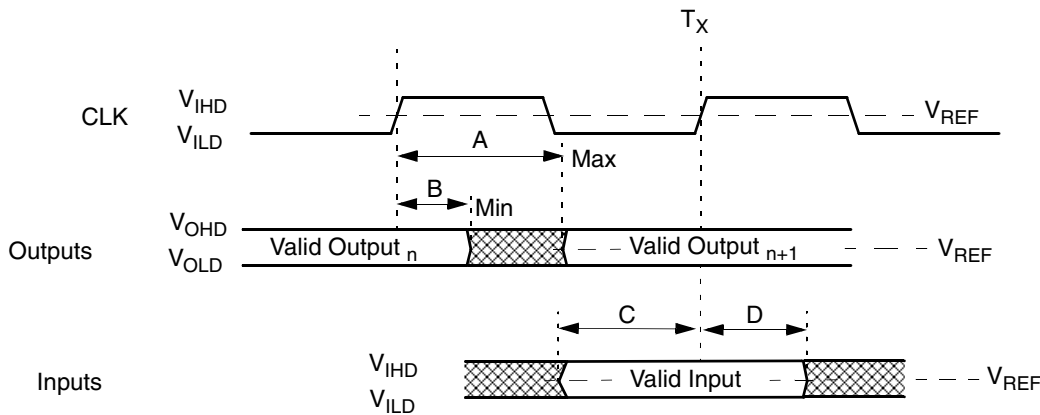 T_X
V_IHD
CLK
V_ILD
V_REF
A
Max
B
Min
V_OHD
Outputs
Valid Output n
Valid Output n+1
V_OLD
V_REF
C
D
V_IHD
Inputs
Valid Input
V_REF
V_ILD